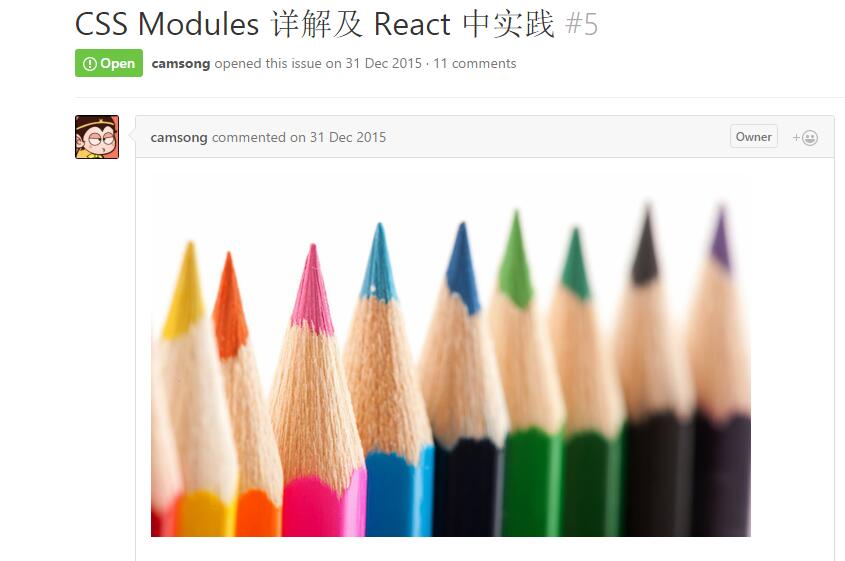 CSS Modules 详解及 React 中实践 #5
Open camsong opened this issue on 31 Dec 2015 · 11 comments
camsong commented on 31 Dec 2015 Owner +